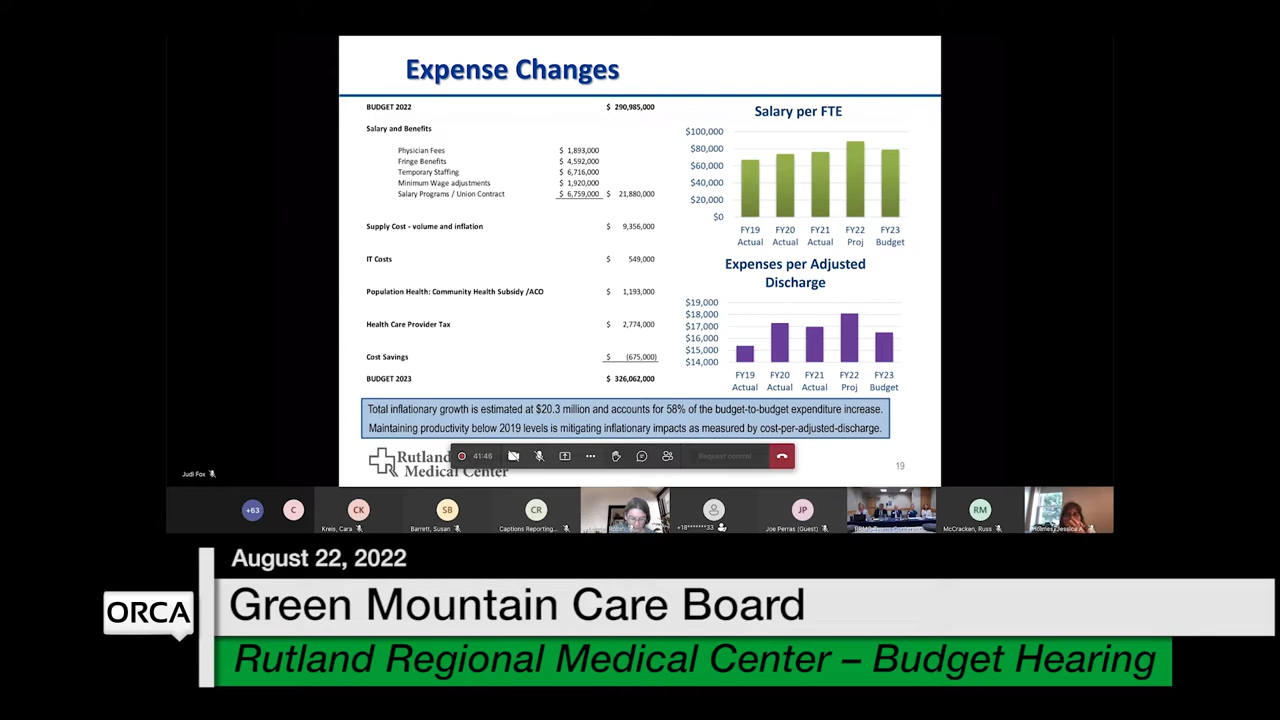 Expense Changes
BUDGET 2022 $ 290,985,000
Salary and Benefits
Physician Fees $ 1,893,000
Fringe Benefits $ 4,592,000
Temporary Staffing $ 6,716,000
Minimum Wage adjustments $ 1,920,000
Salary Programs / Union Contract $ 6,759,000 $ 21,880,000
Supply Cost - volume and inflation $ 9,356,000
IT Costs $ 549,000
Population Health: Community Health Subsidy /ACO $ 1,193,000
Health Care Provider Tax $ 2,774,000
Cost Savings $ (675,000)
BUDGET 2023 $ 326,062,000
Salary per FTE
$100,000
$80,000
$60,000
$40,000
$20,000
$0
FY19 FY20 FY21 FY22 FY23
Actual Actual Actual Proj Budget
Expenses per Adjusted
Discharge
$19,000
$18,000
$17,000
$16,000
$15,000
$14,000
FY19 FY20 FY21 FY22 FY23
Actual Actual Actual Proj Budget
Total inflationary growth is estimated at $20.3 million and accounts for 58% of the budget-to-budget expenditure increase.
Maintaining productivity below 2019 levels is mitigating inflationary impacts as measured by cost-per-adjusted-discharge.
Rutland
Medical Center
41:46
Request control
19
Judi Fox
+63 C CK SB CR JP RM
Kreis, Cara Barrett, Susan Captions Reporting... +18*******33 Joe Perras (Guest) McCracken, Russ
August 22, 2022
ORCA
Green Mountain Care Board
Rutland Regional Medical Center – Budget Hearing